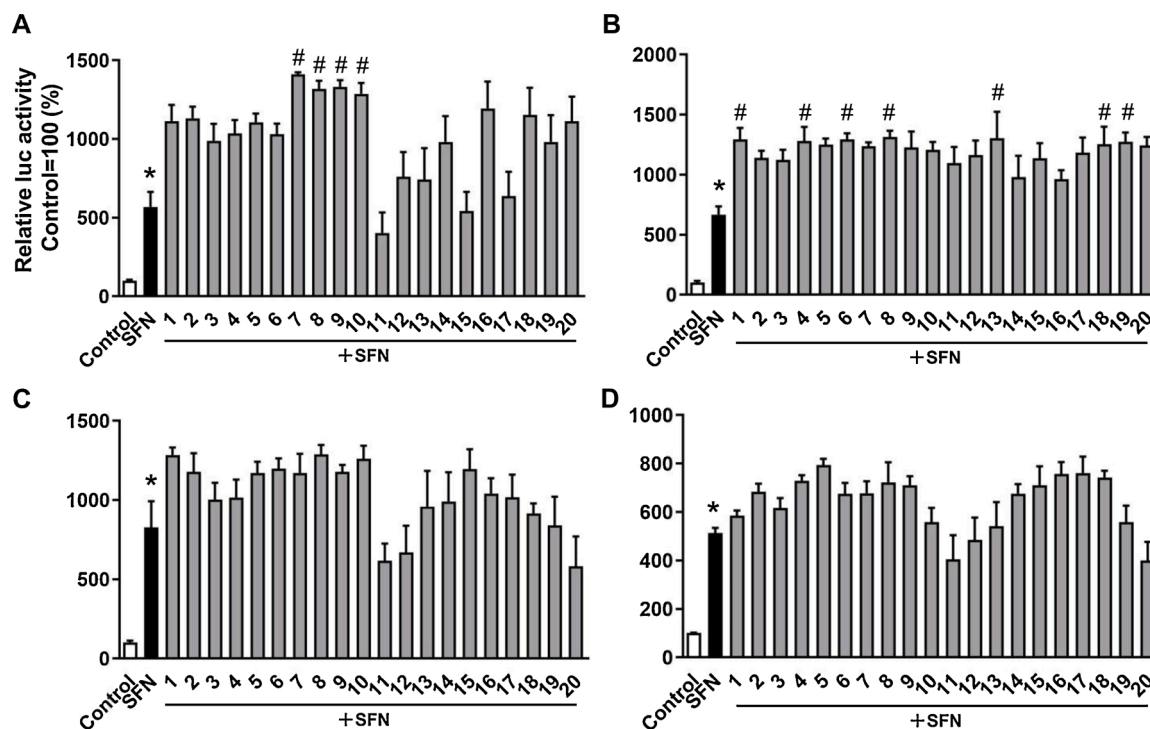 A
Relative luc activity
Control=100 (%)
1500
1000
500
0
*
# # # #
Control SFN 1 2 3 4 5 6 7 8 9 10 11 12 13 14 15 16 17 18 19 20
+SFN
B
2000
1500
1000
500
0
*
# # # # # # #
Control SFN 1 2 3 4 5 6 7 8 9 10 11 12 13 14 15 16 17 18 19 20
+SFN
C
1500
1000
500
0
*
Control SFN 1 2 3 4 5 6 7 8 9 10 11 12 13 14 15 16 17 18 19 20
+SFN
D
1000
800
600
400
200
0
*
Control SFN 1 2 3 4 5 6 7 8 9 10 11 12 13 14 15 16 17 18 19 20
+SFN